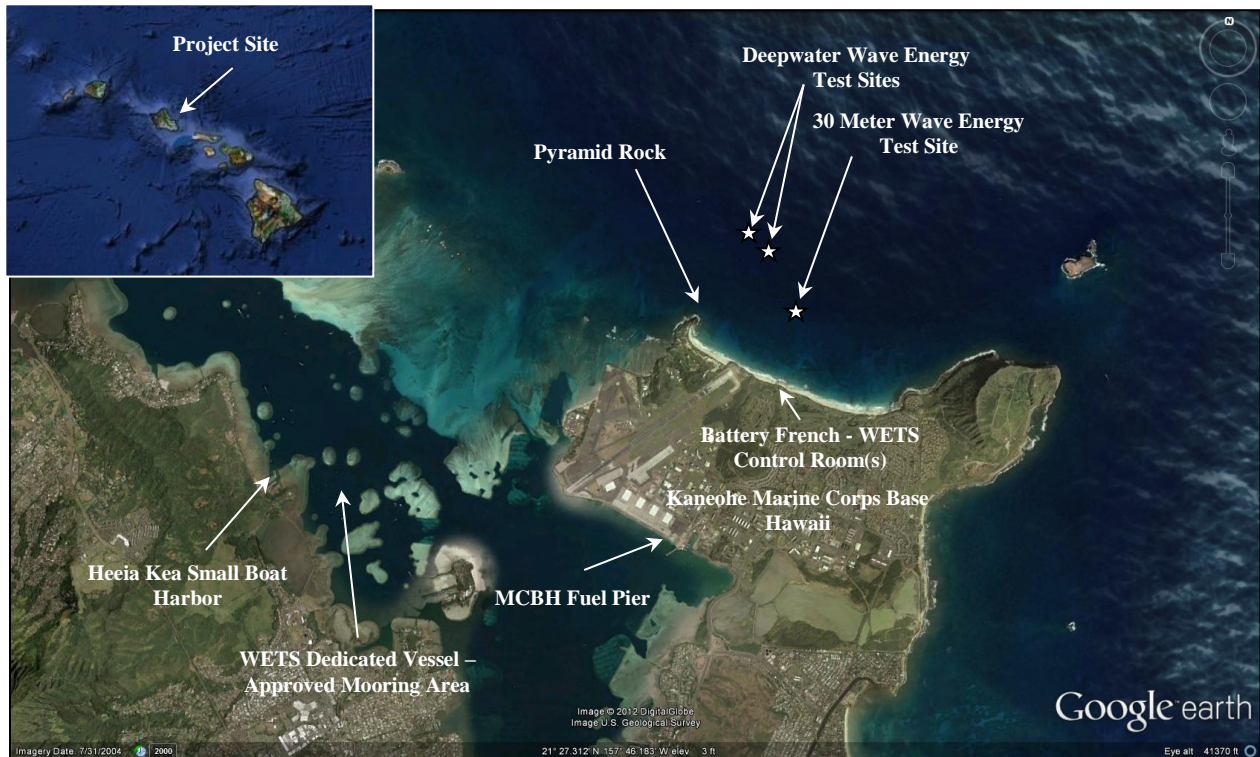 Project Site
Deepwater Wave Energy
Test Sites
30 Meter Wave Energy
Test Site
Pyramid Rock
N
Battery French - WETS
Control Room(s)
Kaneohe Marine Corps Base
Hawaii
Heeia Kea Small Boat
Harbor
MCBH Fuel Pier
WETS Dedicated Vessel –
Approved Mooring Area
Image © 2012 DigitalGlobe
Image U.S. Geological Survey
Google earth
Imagery Date: 7/31/2004 2000 21° 27.312' N 157° 46.183' W elev 3 ft Eye alt 41370 ft